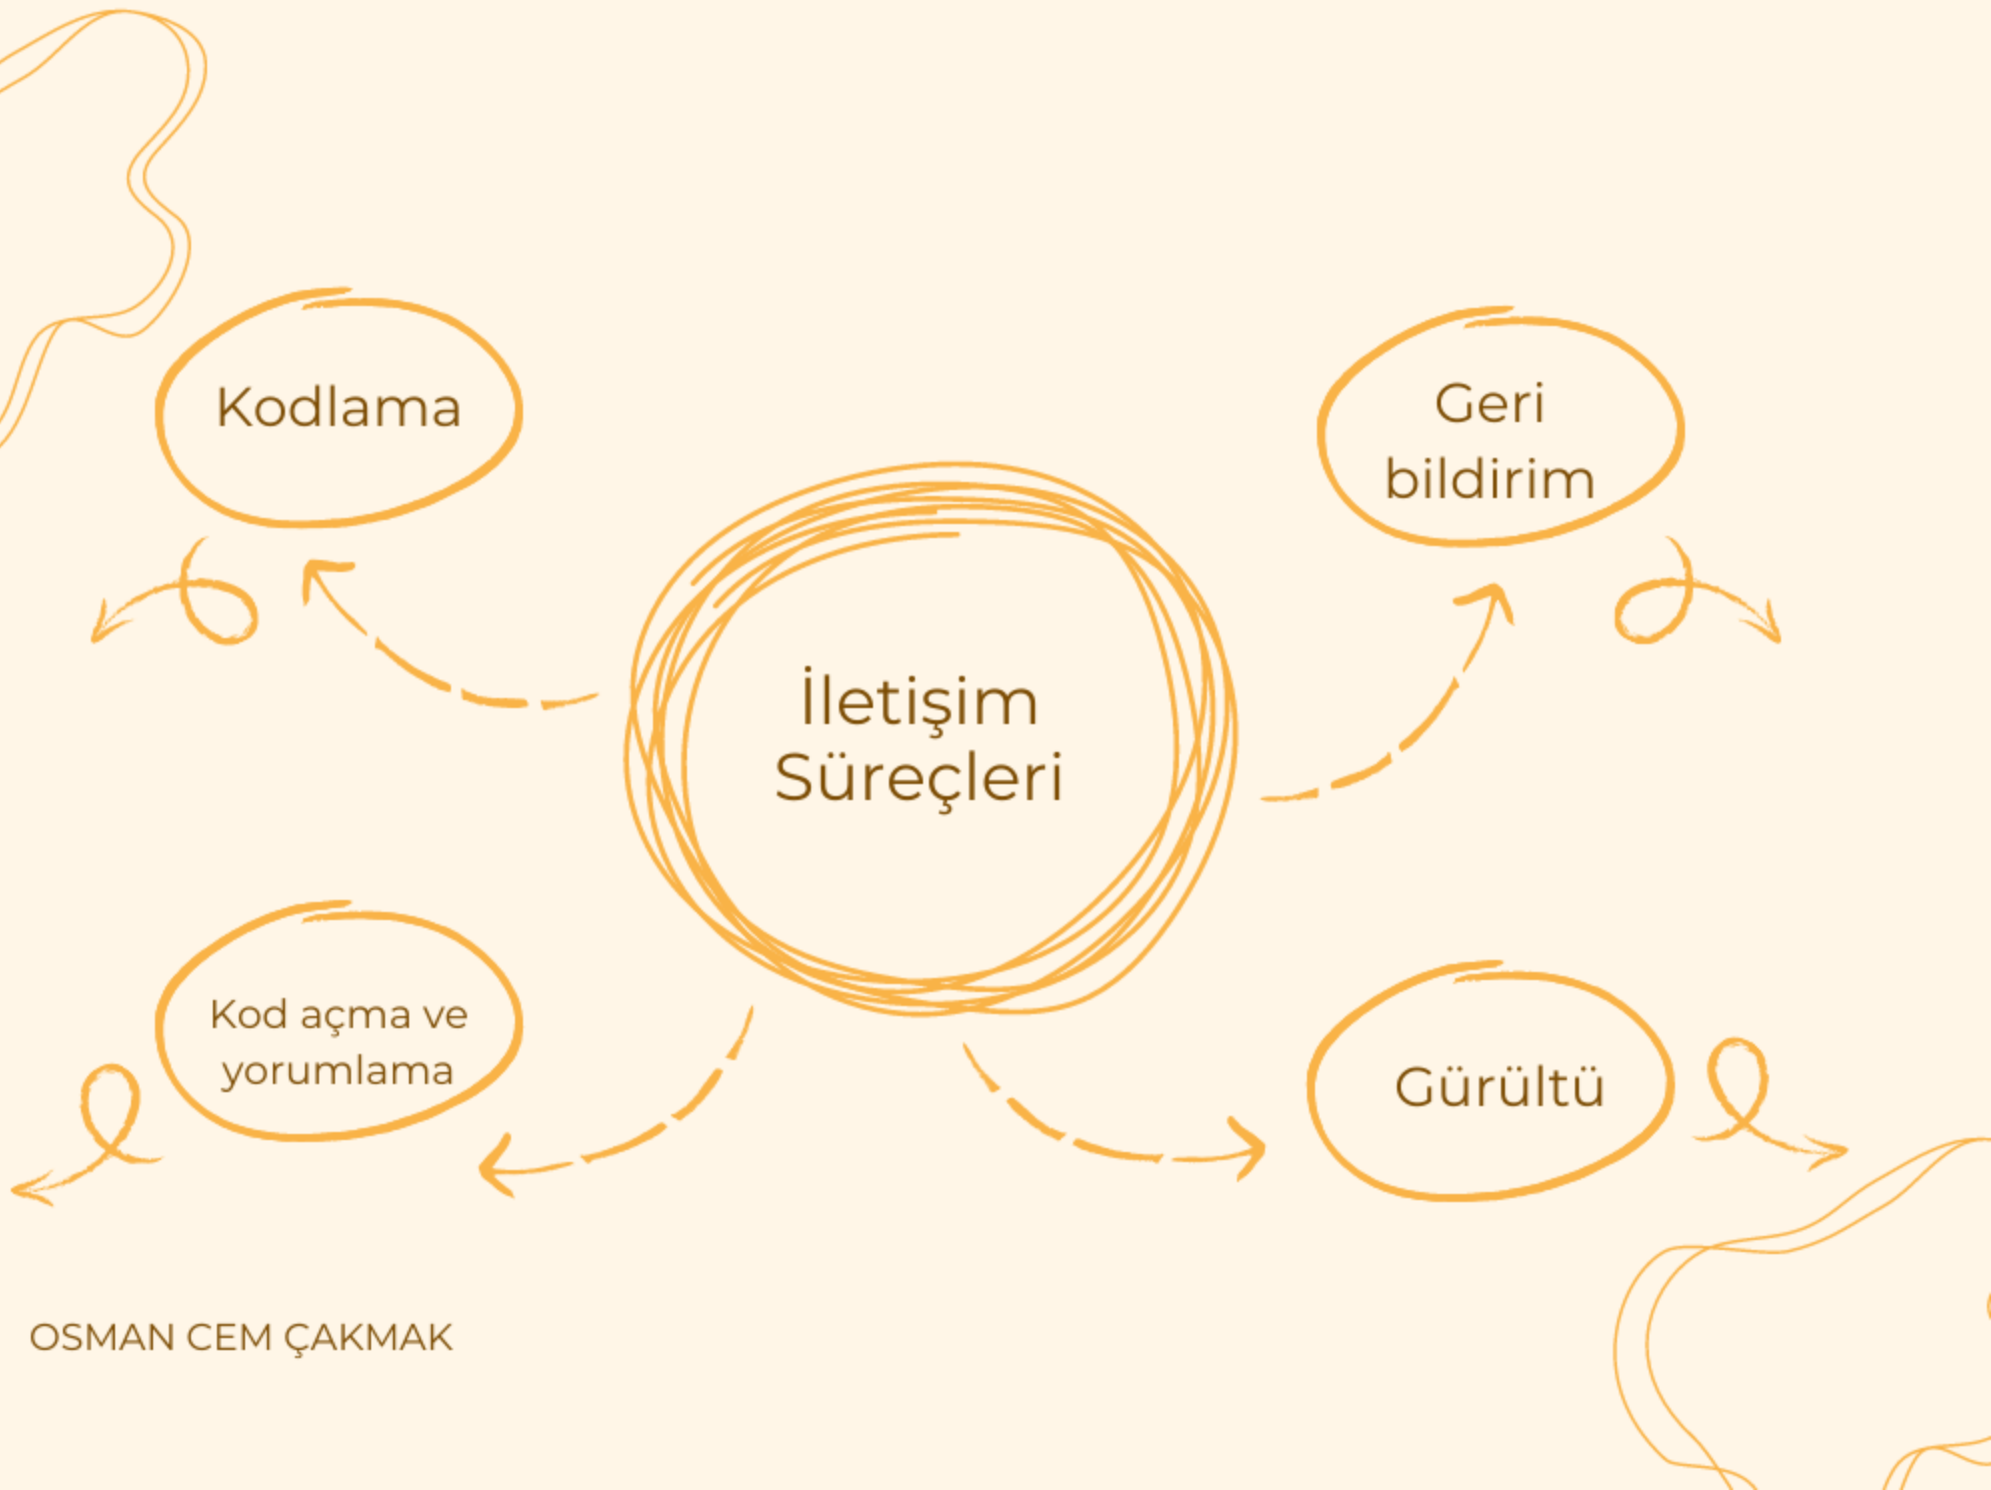 Kodlama
Geri
bildirim
İletişim
Süreçleri
Kod açma ve
yorumlama
Gürültü
OSMAN CEM ÇAKMAK